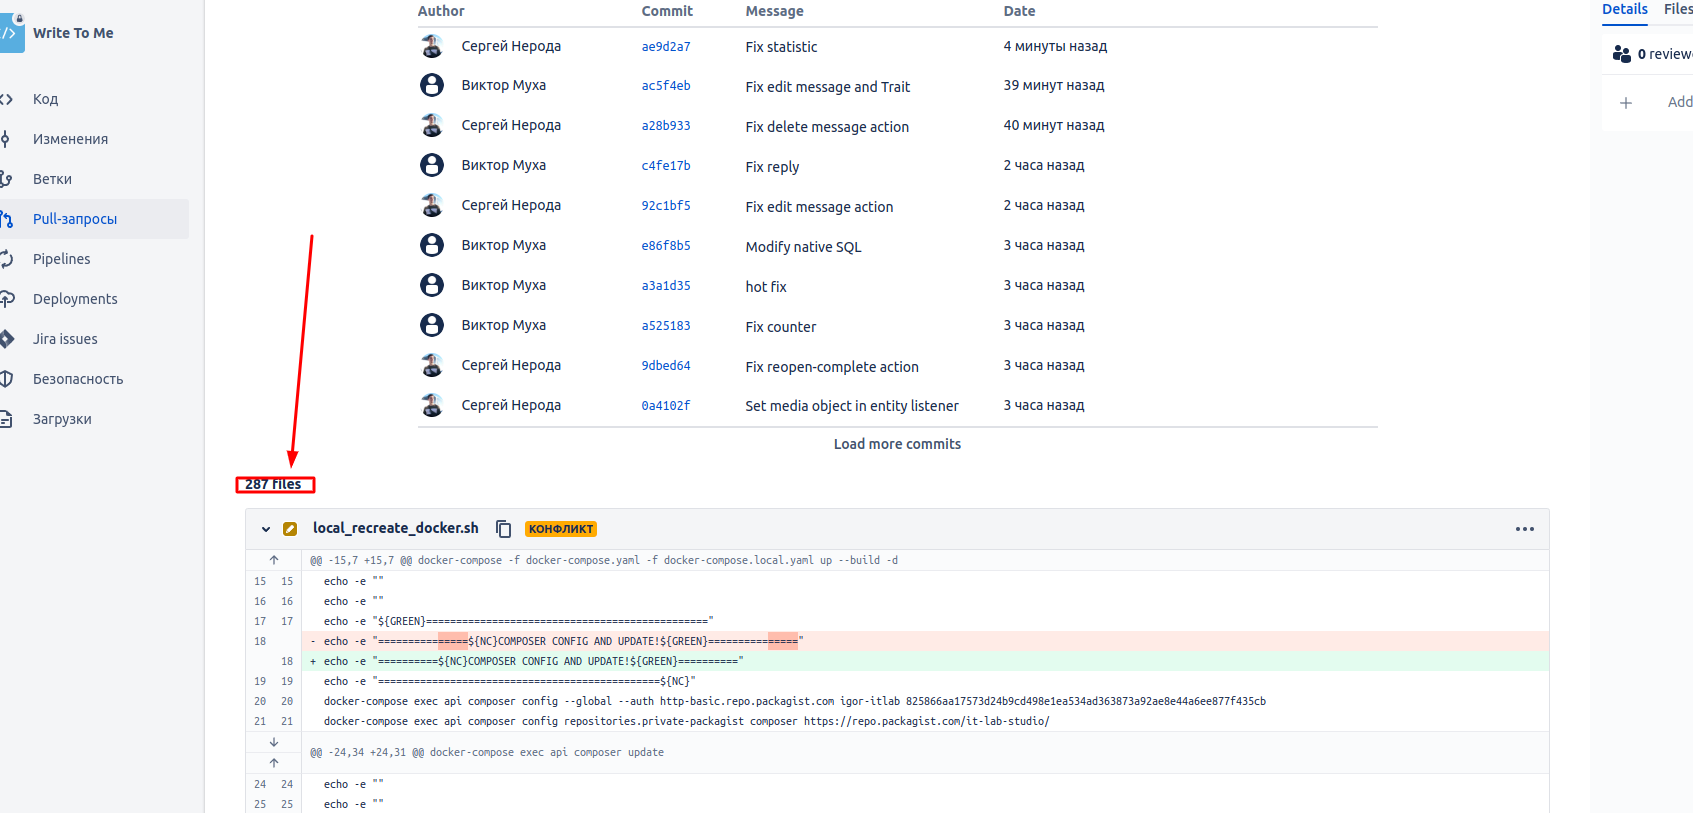 Write To Me
Код
Изменения
Ветки
Pull-запросы
Pipelines
Deployments
Jira issues
Безопасность
Загрузки
Author Commit Message Date
Сергей Нерода ae9d2a7 Fix statistic 4 минуты назад
Виктор Муха ac5f4eb Fix edit message and Trait 39 минут назад
Сергей Нерода a28b933 Fix delete message action 40 минут назад
Виктор Муха c4fe17b Fix reply 2 часа назад
Сергей Нерода 92c1bf5 Fix edit message action 2 часа назад
Виктор Муха e86f8b5 Modify native SQL 3 часа назад
Виктор Муха a3a1d35 hot fix 3 часа назад
Виктор Муха a525183 Fix counter 3 часа назад
Сергей Нерода 9dbed64 Fix reopen-complete action 3 часа назад
Сергей Нерода 0a4102f Set media object in entity listener 3 часа назад
Load more commits
287 files
local_recreate_docker.sh КОНФЛИКТ
@@ -15,7 +15,7 @@ docker-compose -f docker-compose.yaml -f docker-compose.local.yaml up --build -d
15 15 echo -e ""
16 16 echo -e ""
17 17 echo -e "${GREEN}==============================================="
18 - echo -e "===============${NC}COMPOSER CONFIG AND UPDATE!${GREEN}==============="
18 + echo -e "==========${NC}COMPOSER CONFIG AND UPDATE!${GREEN}=========="
19 19 echo -e "===============================================${NC}"
20 20 docker-compose exec api composer config --global --auth http-basic.repo.packagist.com igor-itlab 825866aa17573d24b9cd498e1ea534ad363873a92ae8e44a6ee877f435cb
21 21 docker-compose exec api composer config repositories.private-packagist composer https://repo.packagist.com/it-lab-studio/
@@ -24,34 +24,31 @@ docker-compose exec api composer update
24 24 echo -e ""
25 25 echo -e ""
Details Files
0 review
Add